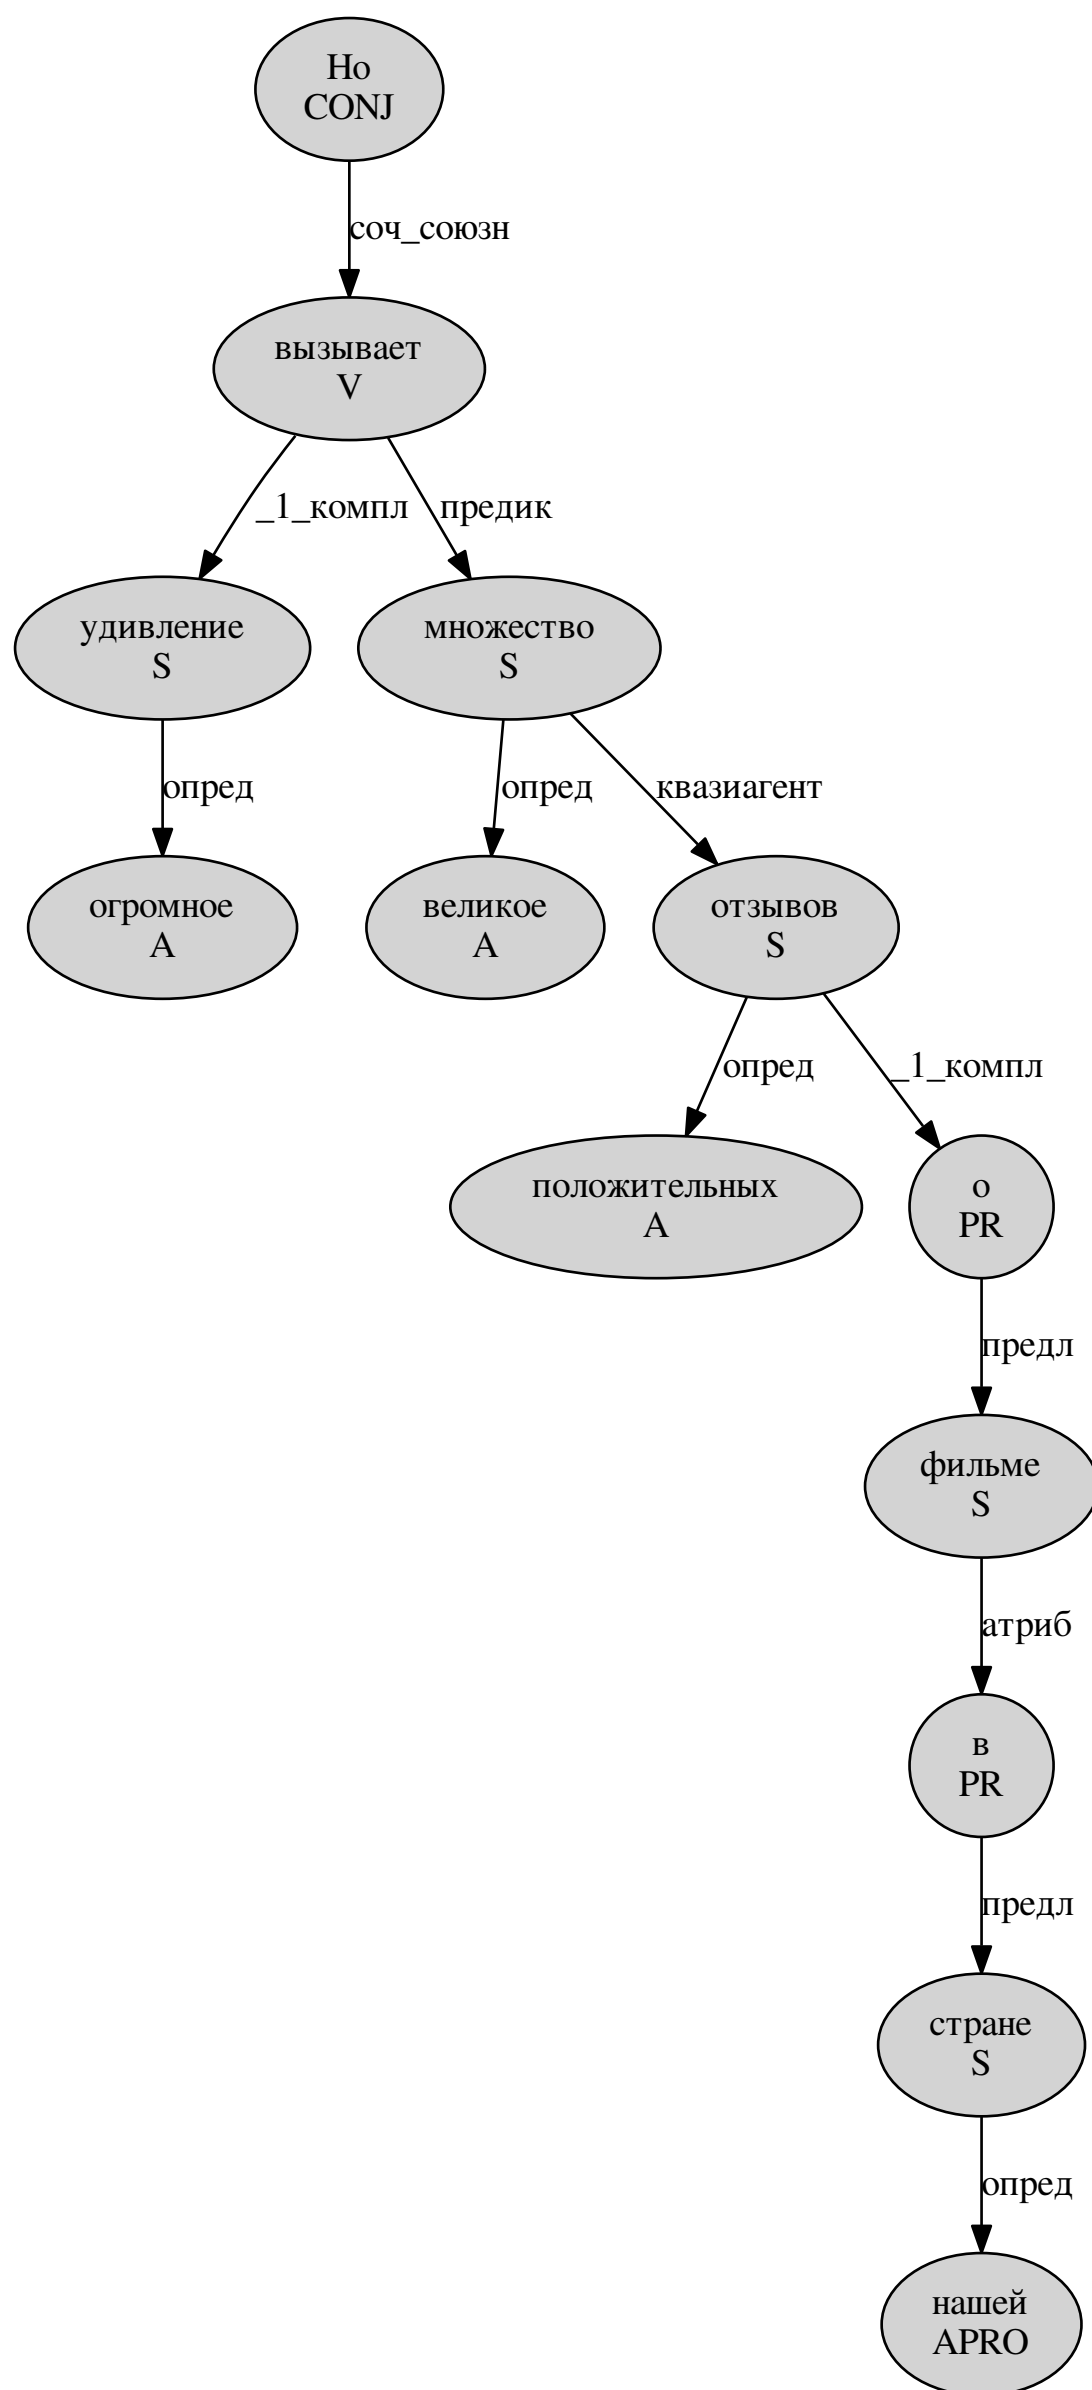 Но
CONJ
соч_союзн
вызывает
V
_1_компл
предик
удивление
S
множество
S
опред
опред
квазиагент
огромное
A
великое
A
отзывов
S
опред
_1_компл
положительных
A
о
PR
предл
фильме
S
атриб
в
PR
предл
стране
S
опред
нашей
APRO